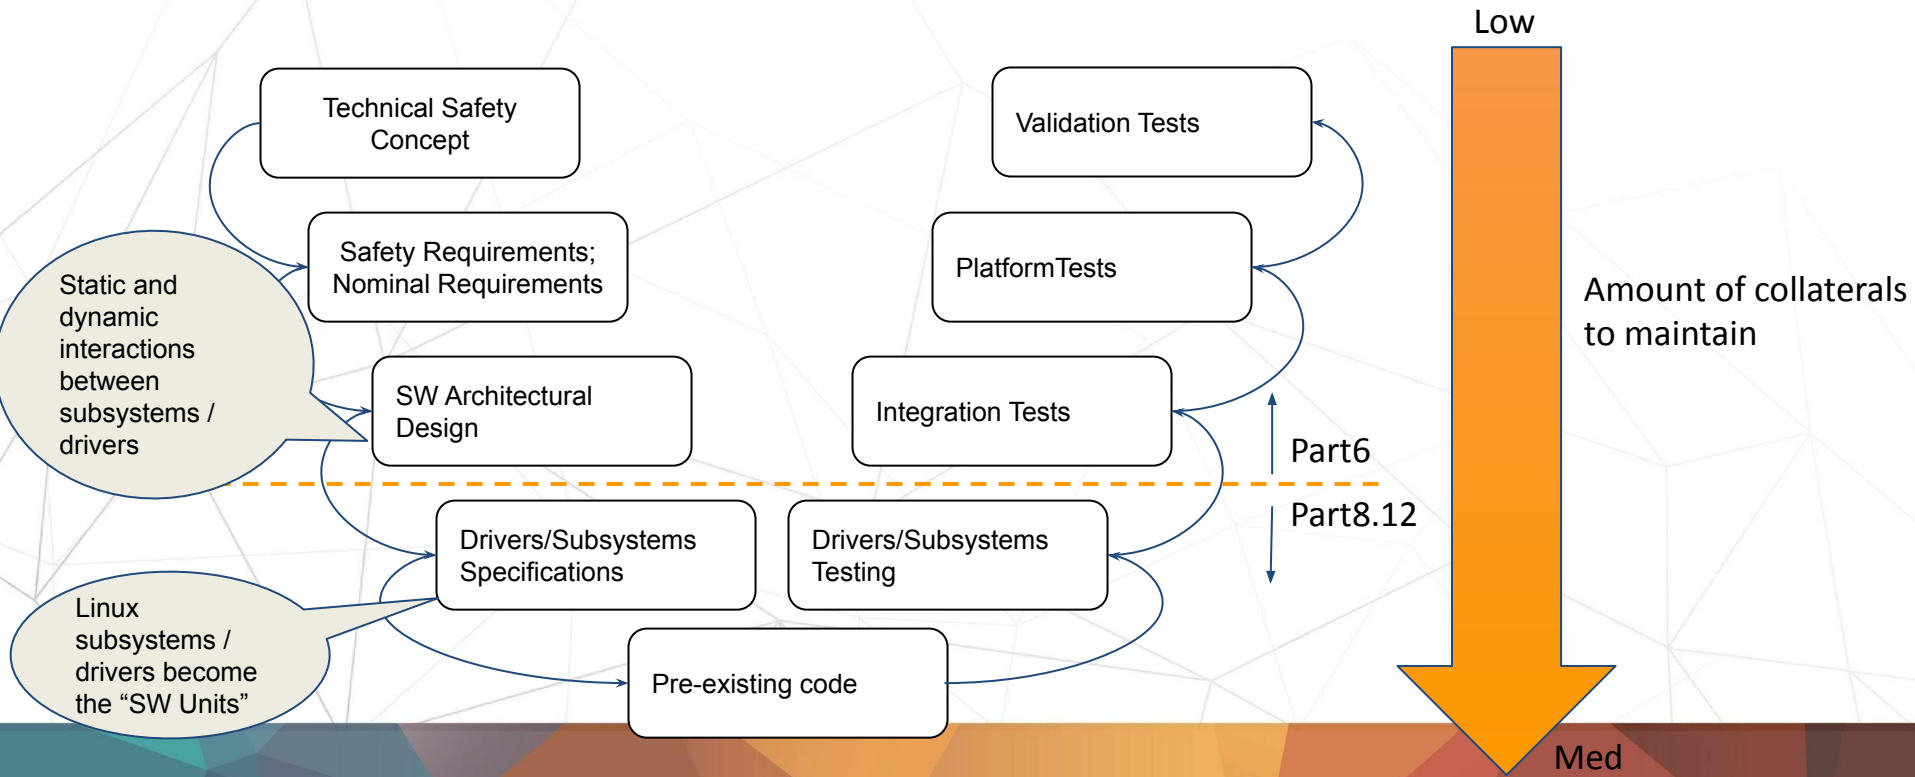 Low
Technical Safety
Concept
Validation Tests
Safety Requirements;
Nominal Requirements
PlatformTests
Static and
dynamic
interactions
between
subsystems /
drivers
Amount of collaterals
to maintain
SW Architectural
Design
Integration Tests
Part6
Part8.12
Drivers/Subsystems
Specifications
Drivers/Subsystems
Testing
Linux
subsystems /
drivers become
the “SW Units”
Pre-existing code
Med